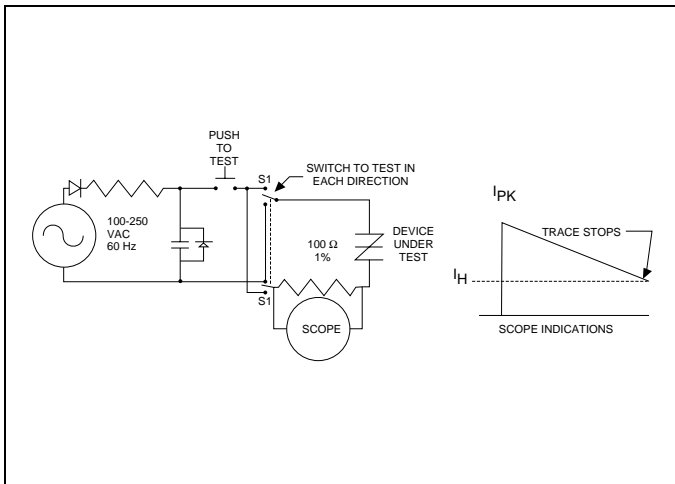 PUSH
TO
TEST
S1
SWITCH TO TEST IN
EACH DIRECTION
100-250
VAC
60 Hz
100 Ω
1%
DEVICE
UNDER
TEST
S1
SCOPE
IPK
TRACE STOPS
IH
SCOPE INDICATIONS